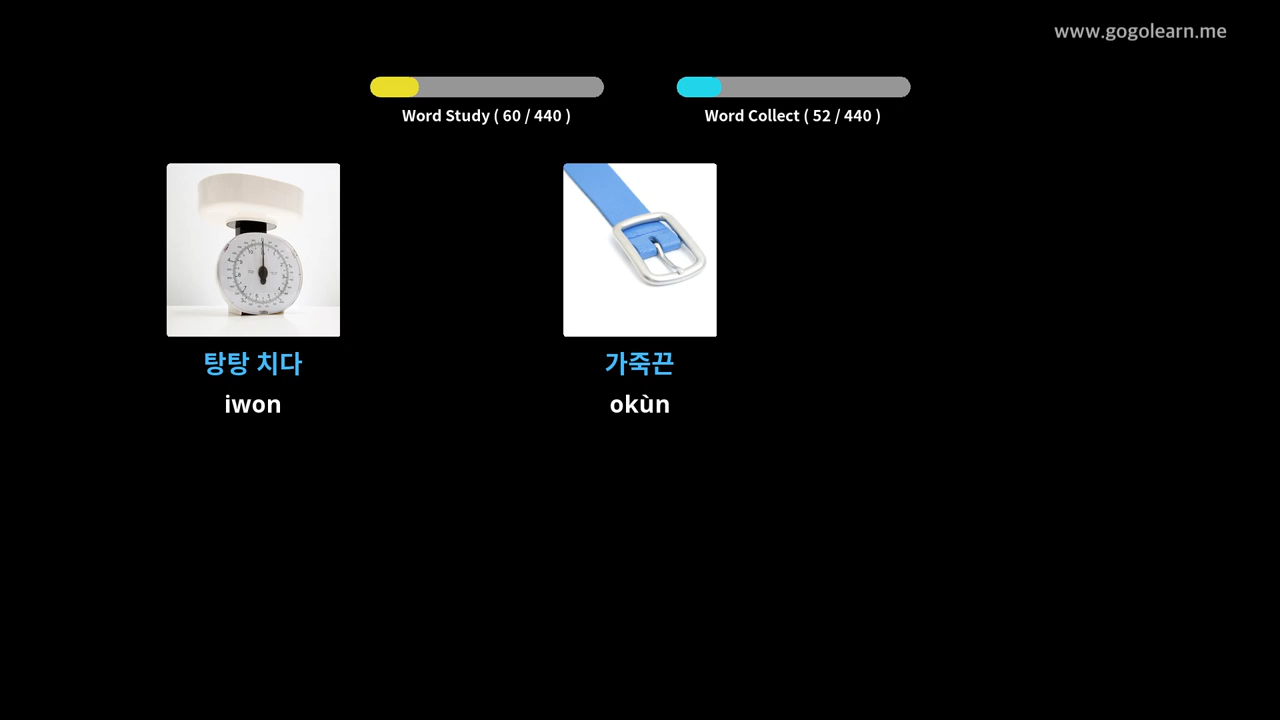 www.gogolearn.me
Word Study ( 60 / 440 )
Word Collect ( 52 / 440 )
탕탕 치다
iwon
가죽끈
okùn